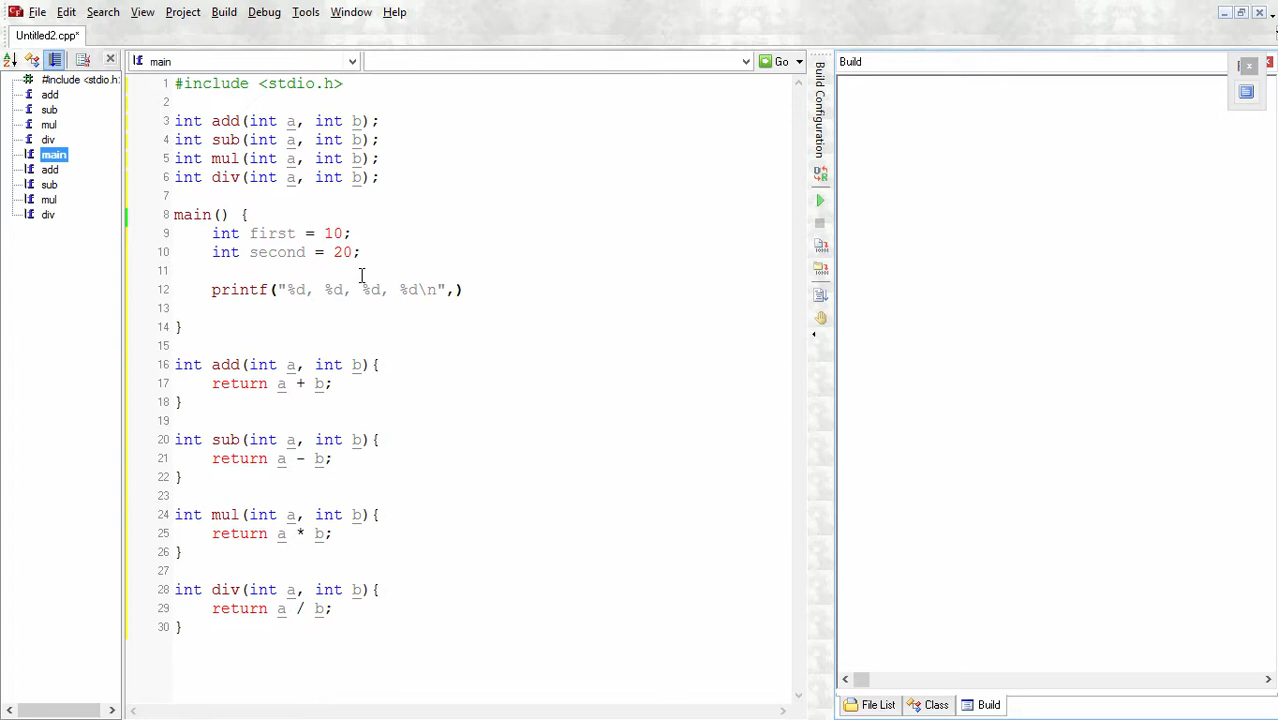 File Edit Search View Project Build Debug Tools Window Help
Untitled2.cpp*
main Go Build
#include <stdio.h>
add
sub
mul
div
main
add
sub
mul
div
1 #include <stdio.h>
2
3 int add(int a, int b);
4 int sub(int a, int b);
5 int mul(int a, int b);
6 int div(int a, int b);
7
8 main() {
9 int first = 10;
10 int second = 20;
11
12 printf("%d, %d, %d, %d\n",)
13
14 }
15
16 int add(int a, int b){
17 return a + b;
18 }
19
20 int sub(int a, int b){
21 return a - b;
22 }
23
24 int mul(int a, int b){
25 return a * b;
26 }
27
28 int div(int a, int b){
29 return a / b;
30 }
Build Configuration
File List Class Build